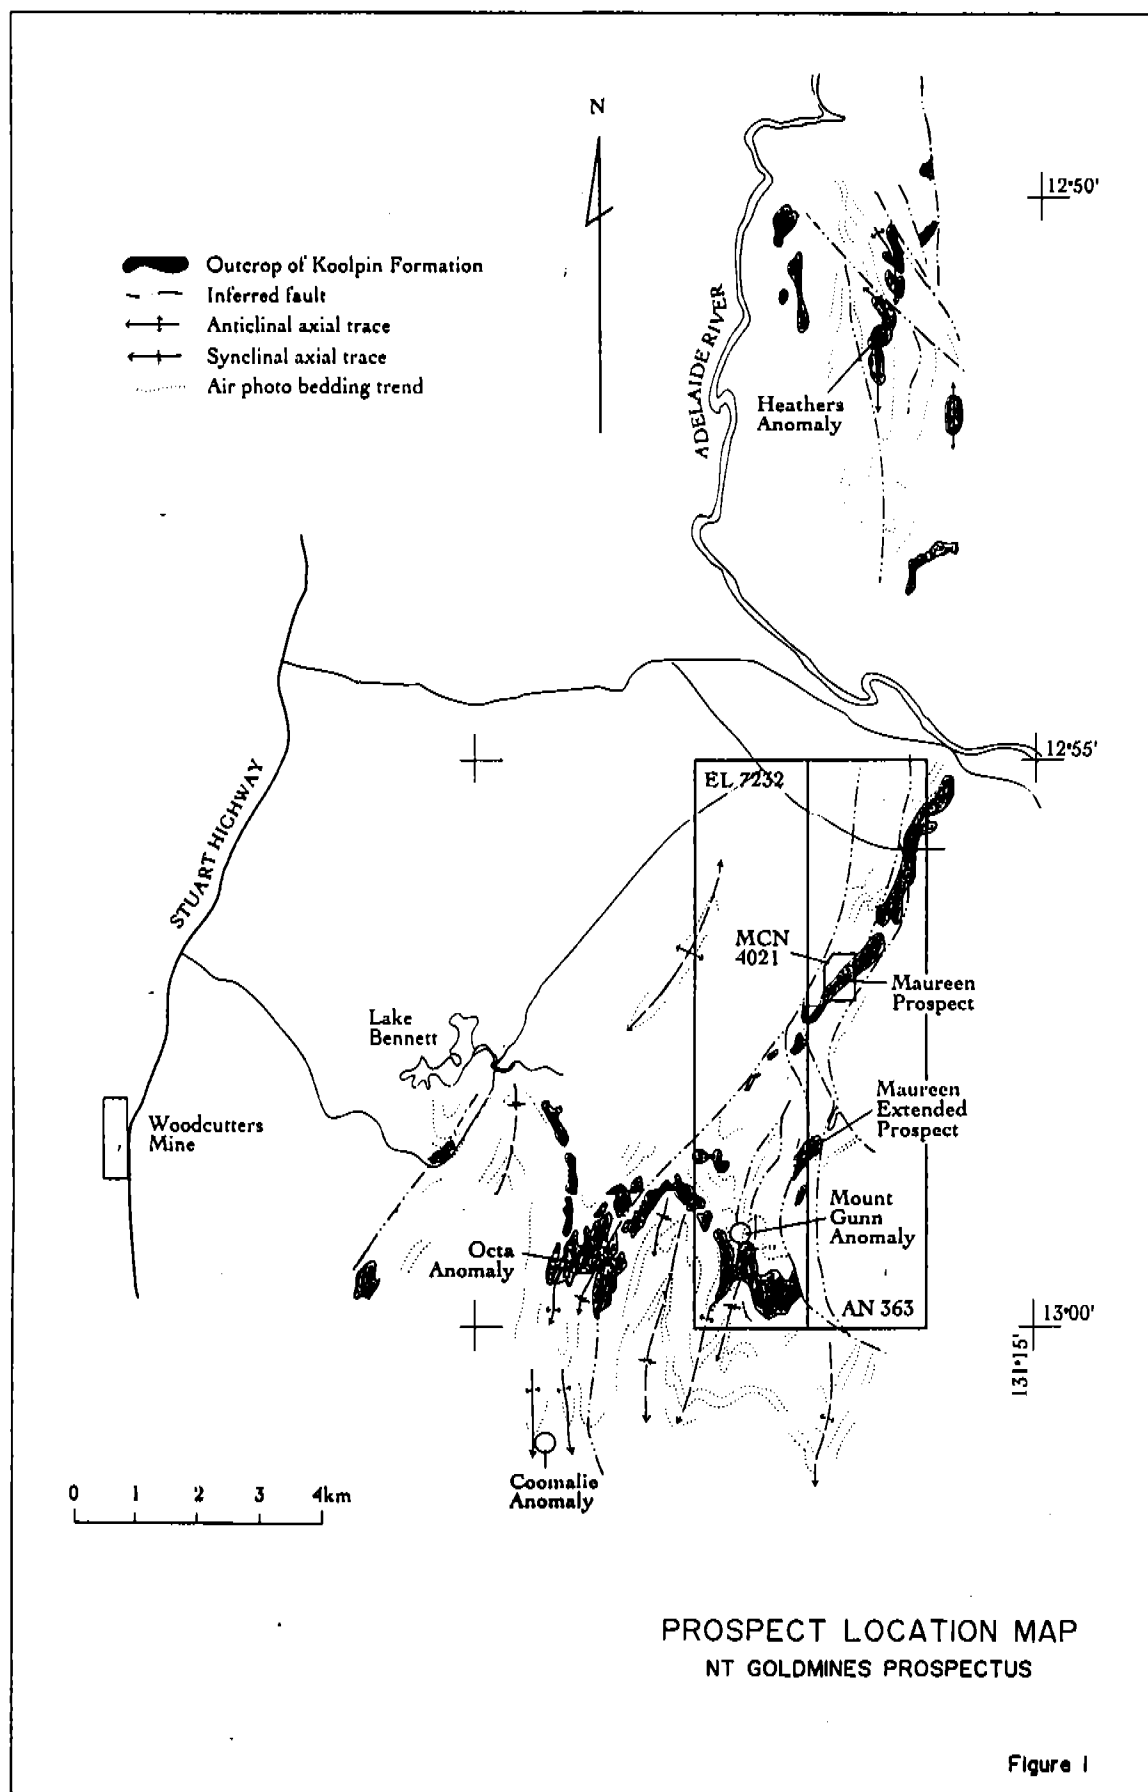 N
12°50'
Outcrop of Koolpin Formation
Inferred fault
Anticlinal axial trace
Synclinal axial trace
Air photo bedding trend
ADELAIDE RIVER
Heathers
Anomaly
12°55'
EL 7232
STUART HIGHWAY
MCN
4021
Maureen
Prospect
Lake
Bennett
Maureen
Extended
Prospect
Woodcutters
Mine
Mount
Gunn
Anomaly
Octa
Anomaly
AN 363
13°00'
131°15'
Coomalie
Anomaly
0 1 2 3 4km
PROSPECT LOCATION MAP
NT GOLDMINES PROSPECTUS
Figure 1